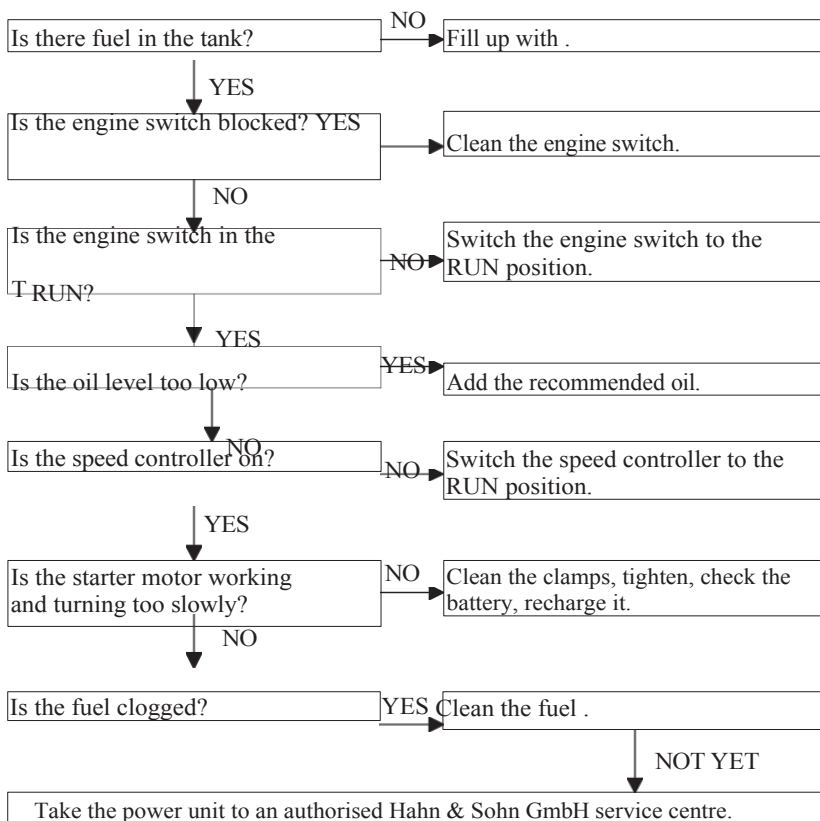 Is there fuel in the tank?
NO
Fill up with .
YES
Is the engine switch blocked? YES
Clean the engine switch.
NO
Is the engine switch in the
T RUN?
NO
Switch the engine switch to the
RUN position.
YES
Is the oil level too low?
YES
Add the recommended oil.
NO
Is the speed controller on?
NO
Switch the speed controller to the
RUN position.
YES
Is the starter motor working
and turning too slowly?
NO
Clean the clamps, tighten, check the
battery, recharge it.
NO
Is the fuel clogged?
YES
Clean the fuel .
NOT YET
Take the power unit to an authorised Hahn & Sohn GmbH service centre.